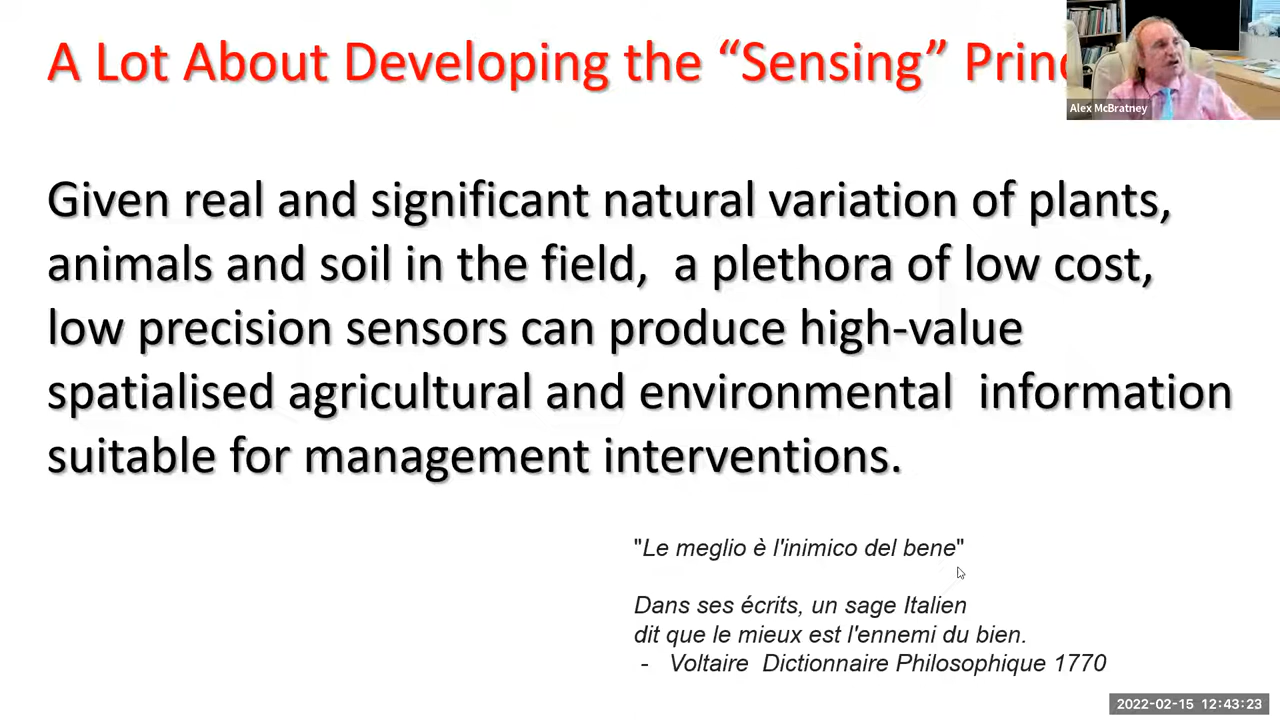 A Lot About Developing the “Sensing”
Alex McBratney
Given real and significant natural variation of plants,
animals and soil in the field, a plethora of low cost,
low precision sensors can produce high-value
spatialised agricultural and environmental information
suitable for management interventions.
"Le meglio è l'inimico del bene"
Dans ses écrits, un sage Italien
dit que le mieux est l'ennemi du bien.
- Voltaire Dictionnaire Philosophique 1770
2022-02-15 12:43:23